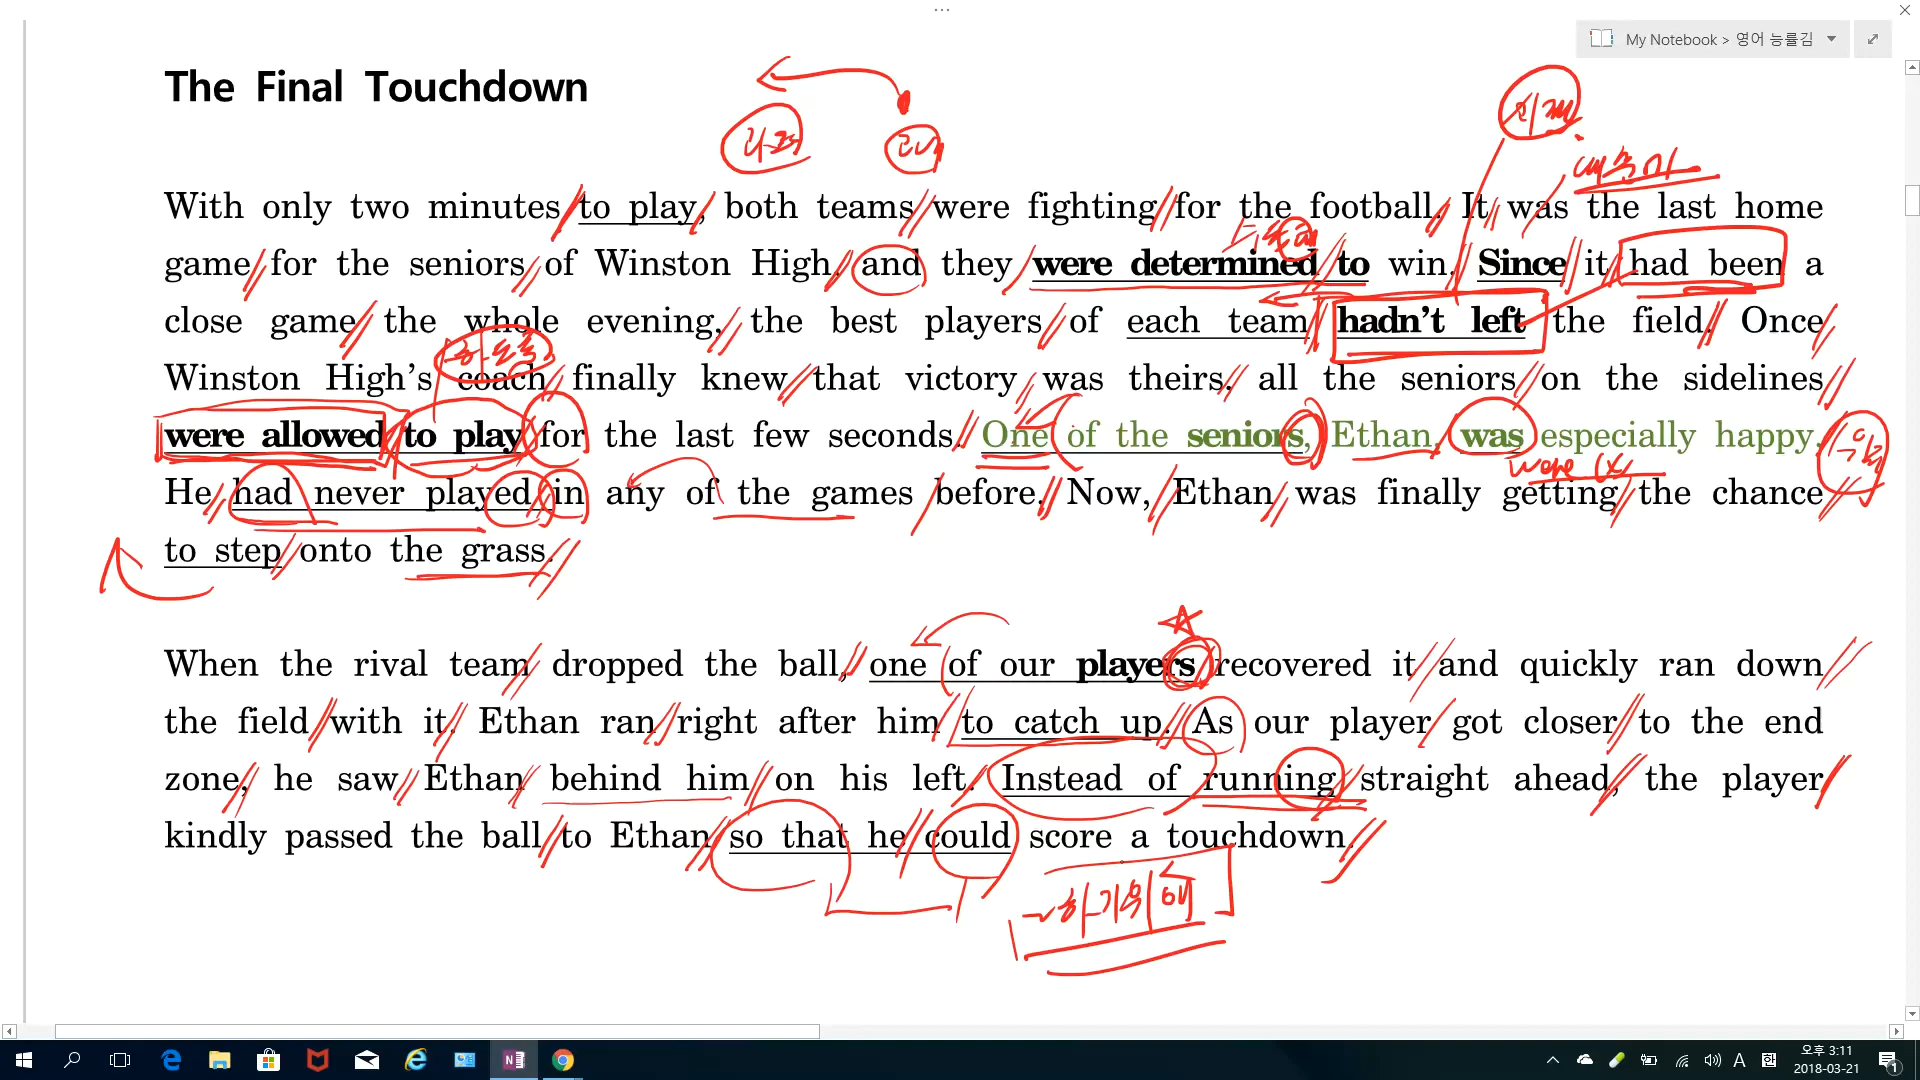 My Notebook > 영어 능률김
The Final Touchdown
With only two minutes to play, both teams were fighting for the football. It was the last home
game for the seniors of Winston High, and they were determined to win. Since it had been a
close game the whole evening, the best players of each team hadn't left the field. Once
Winston High's coach finally knew that victory was theirs, all the seniors on the sidelines
were allowed to play for the last few seconds. One of the seniors, Ethan, was especially happy.
were (x)
He had never played in any of the games before. Now, Ethan was finally getting the chance
to step onto the grass.
When the rival team dropped the ball, one of our players recovered it and quickly ran down
the field with it. Ethan ran right after him to catch up. As our player got closer to the end
zone, he saw Ethan behind him on his left. Instead of running straight ahead, the player
kindly passed the ball to Ethan so that he could score a touchdown.
~하기위해
A 한 오후 3:11
2018-03-21
1